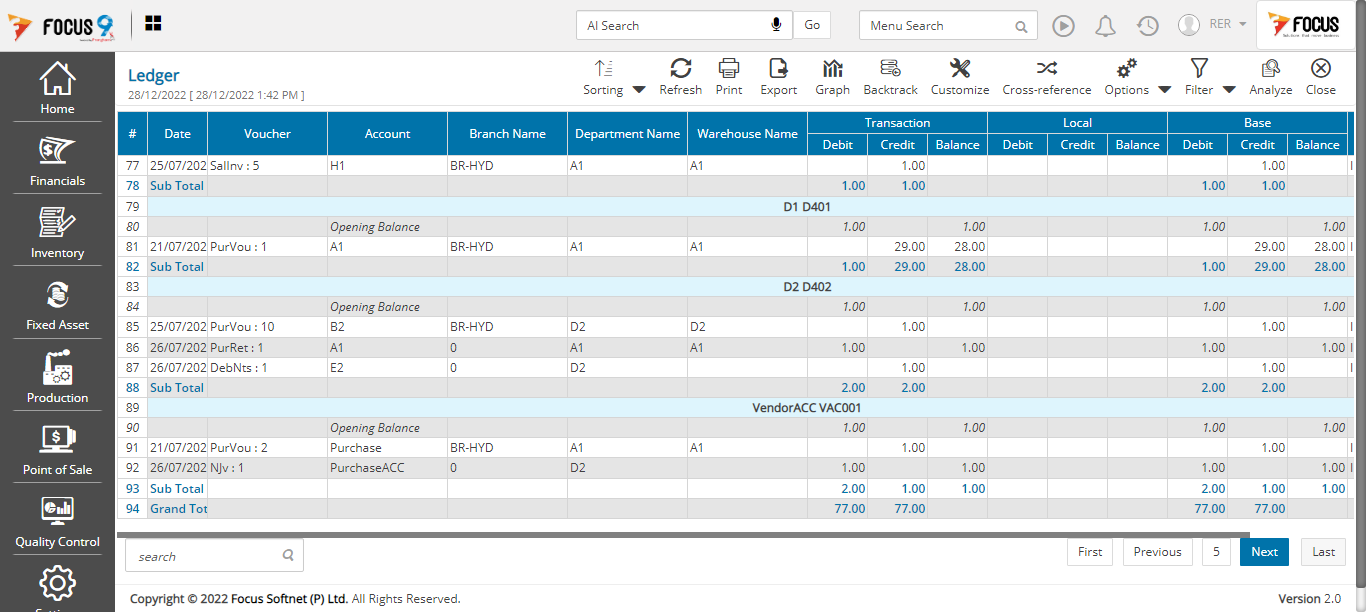 FOCUS 9
AI Search Go Menu Search RER FOCUS
Home
Financials
Inventory
Fixed Asset
Production
Point of Sale
Quality Control
Ledger
28/12/2022 [ 28/12/2022 1:42 PM ]
Sorting Refresh Print Export Graph Backtrack Customize Cross-reference Options Filter Analyze Close
# Date Voucher Account Branch Name Department Name Warehouse Name Transaction Local Base
Debit Credit Balance Debit Credit Balance Debit Credit Balance
77 25/07/202 SalInv : 5 H1 BR-HYD A1 A1 1.00 1.00
78 Sub Total 1.00 1.00 1.00 1.00
79 D1 D401
80 Opening Balance 1.00 1.00 1.00 1.00
81 21/07/202 PurVou : 1 A1 BR-HYD A1 A1 29.00 28.00 29.00 28.00
82 Sub Total 1.00 29.00 28.00 1.00 29.00 28.00
83 D2 D402
84 Opening Balance 1.00 1.00 1.00 1.00
85 25/07/202 PurVou : 10 B2 BR-HYD D2 D2 1.00 1.00
86 26/07/202 PurRet : 1 A1 0 A1 A1 1.00 1.00 1.00 1.00
87 26/07/202 DebNts : 1 E2 0 D2 1.00 1.00
88 Sub Total 2.00 2.00 2.00 2.00
89 VendorACC VAC001
90 Opening Balance 1.00 1.00 1.00 1.00
91 21/07/202 PurVou : 2 Purchase BR-HYD A1 A1 1.00 1.00
92 26/07/202 NJv : 1 PurchaseACC 0 D2 1.00 1.00 1.00 1.00
93 Sub Total 2.00 1.00 1.00 2.00 1.00 1.00
94 Grand Tot 77.00 77.00 77.00 77.00
search First Previous 5 Next Last
Copyright © 2022 Focus Softnet (P) Ltd. All Rights Reserved. Version 2.0